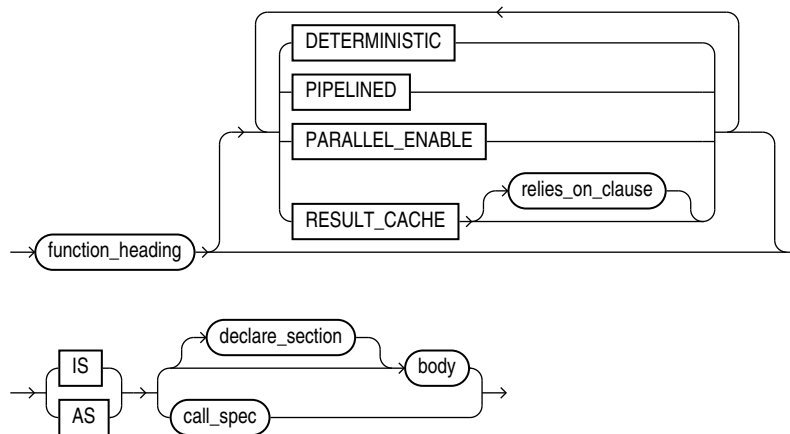 DETERMINISTIC
PIPELINED
PARALLEL_ENABLE
relies_on_clause
RESULT_CACHE
function_heading
declare_section
IS
body
AS
call_spec